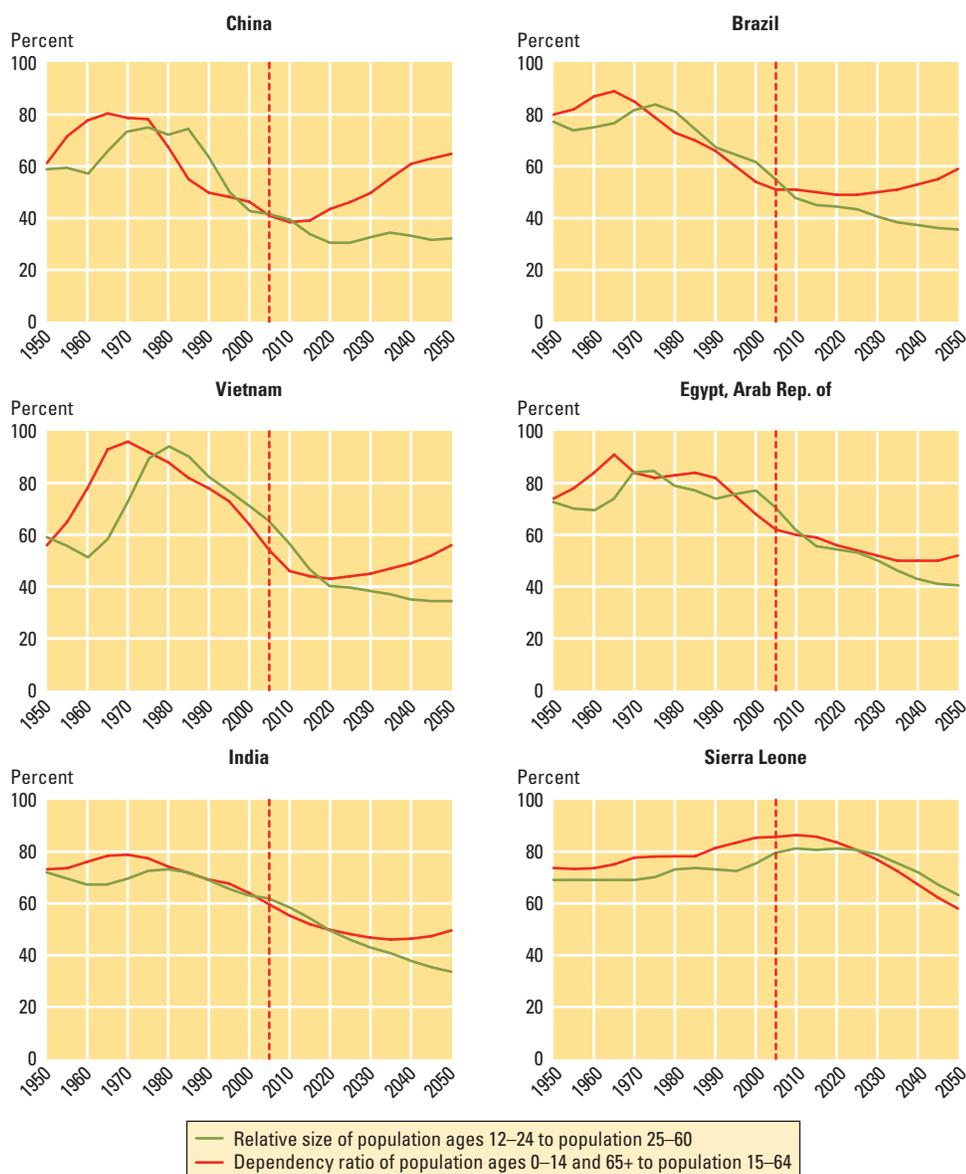 China
Percent
100
80
60
40
20
0
1950 1960 1970 1980 1990 2000 2010 2020 2030 2040 2050
Brazil
Percent
100
80
60
40
20
0
1950 1960 1970 1980 1990 2000 2010 2020 2030 2040 2050
Vietnam
Percent
100
80
60
40
20
0
1950 1960 1970 1980 1990 2000 2010 2020 2030 2040 2050
Egypt, Arab Rep. of
Percent
100
80
60
40
20
0
1950 1960 1970 1980 1990 2000 2010 2020 2030 2040 2050
India
Percent
100
80
60
40
20
0
1950 1960 1970 1980 1990 2000 2010 2020 2030 2040 2050
Sierra Leone
Percent
100
80
60
40
20
0
1950 1960 1970 1980 1990 2000 2010 2020 2030 2040 2050
Relative size of population ages 12–24 to population 25–60
Dependency ratio of population ages 0–14 and 65+ to population 15–64